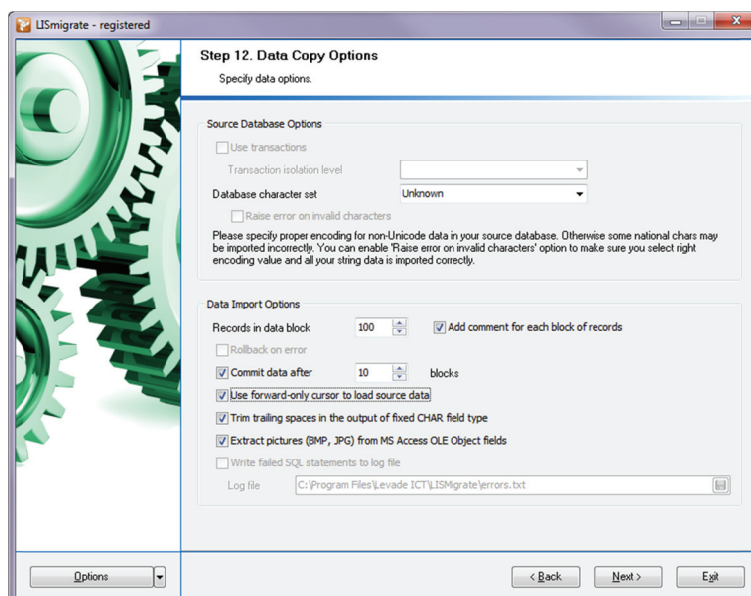 LISmigrate - registered
Step 12. Data Copy Options
Specify data options.
Source Database Options
Use transactions
Transaction isolation level
Database character set Unknown
Raise error on invalid characters
Please specify proper encoding for non-Unicode data in your source database. Otherwise some national chars may
be imported incorrectly. You can enable 'Raise error on invalid characters' option to make sure you select right
encoding value and all your string data is imported correctly.
Data Import Options
Records in data block 100 Add comment for each block of records
Rollback on error
Commit data after 10 blocks
Use forward-only cursor to load source data
Trim trailing spaces in the output of fixed CHAR field type
Extract pictures (BMP, JPG) from MS Access OLE Object fields
Write failed SQL statements to log file
Log file C:\Program Files\Levade ICT\LISMgrate\errors.txt
Options < Back Next > Exit